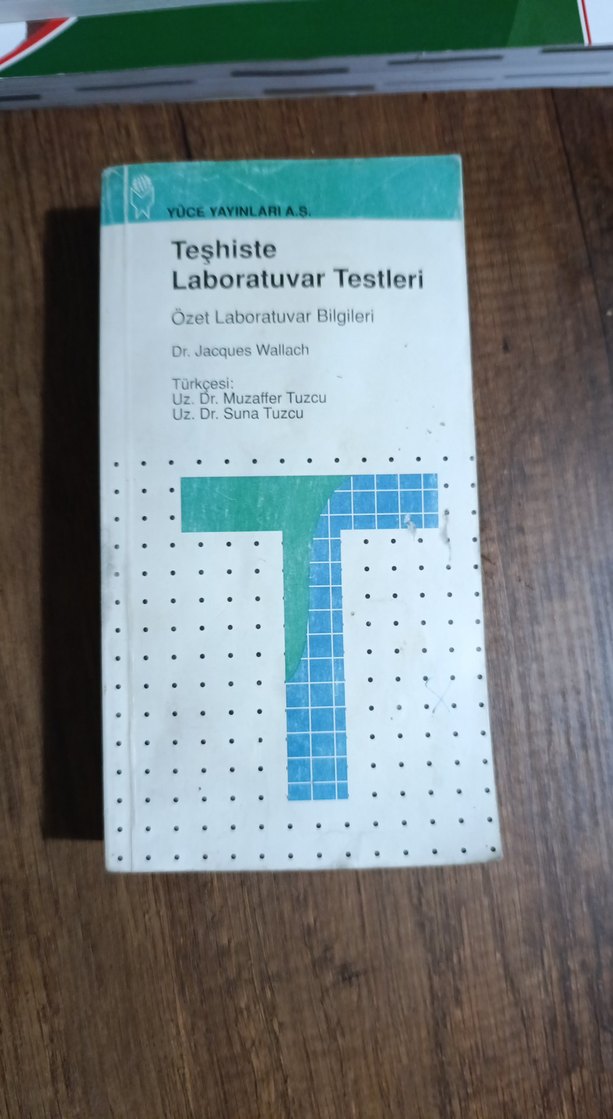 YÜCE YAYINLARI A.Ş.
Teşhiste
Laboratuvar Testleri
Özet Laboratuvar Bilgileri
Dr. Jacques Wallach
Türkçesi:
Uz. Dr. Muzaffer Tuzcu
Uz. Dr. Suna Tuzcu